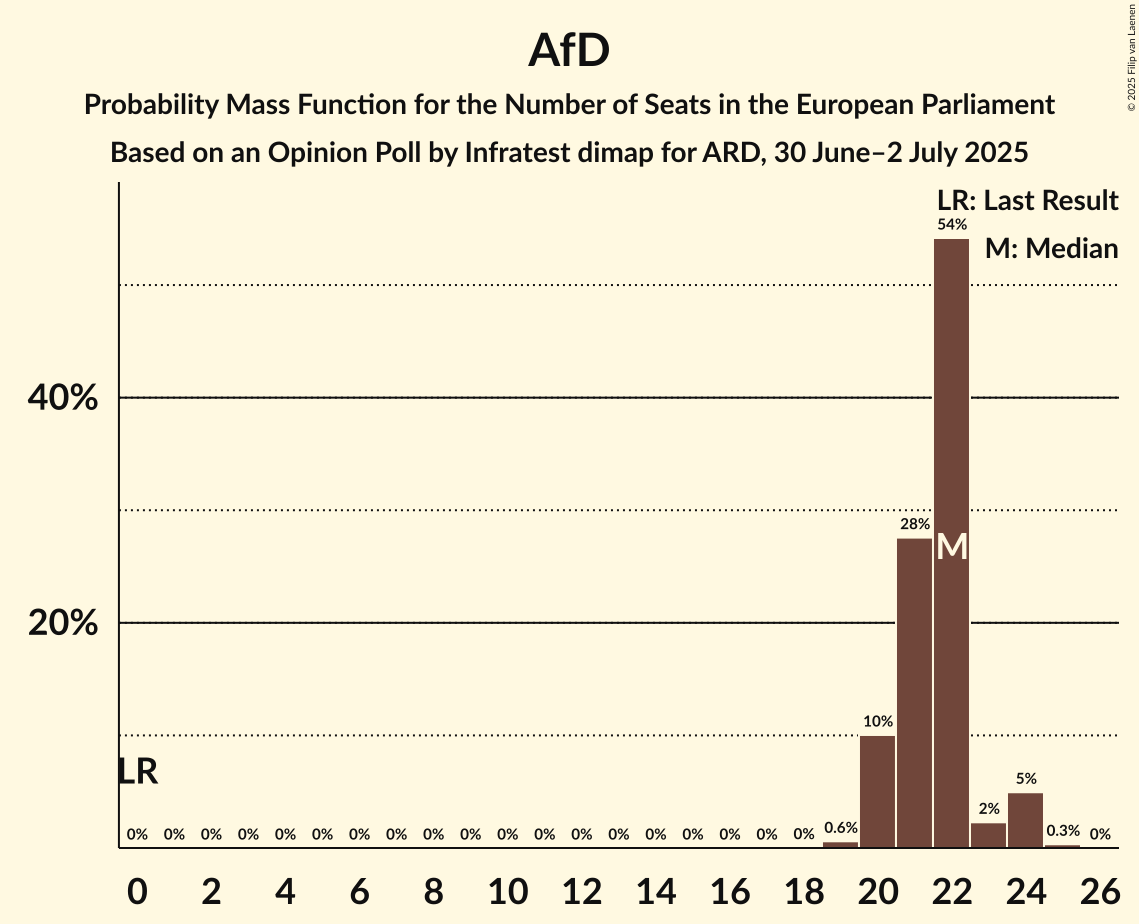 AfD
Probability Mass Function for the Number of Seats in the European Parliament
Based on an Opinion Poll by Infratest dimap for ARD, 30 June–2 July 2025
© 2025 Filip van Laenen
LR: Last Result
M: Median
54%
40%
28%
M
20%
10%
LR
5%
2%
0% 0% 0% 0% 0% 0% 0% 0% 0% 0% 0% 0% 0% 0% 0% 0% 0% 0% 0% 0.6% 0.3% 0%
0 2 4 6 8 10 12 14 16 18 20 22 24 26